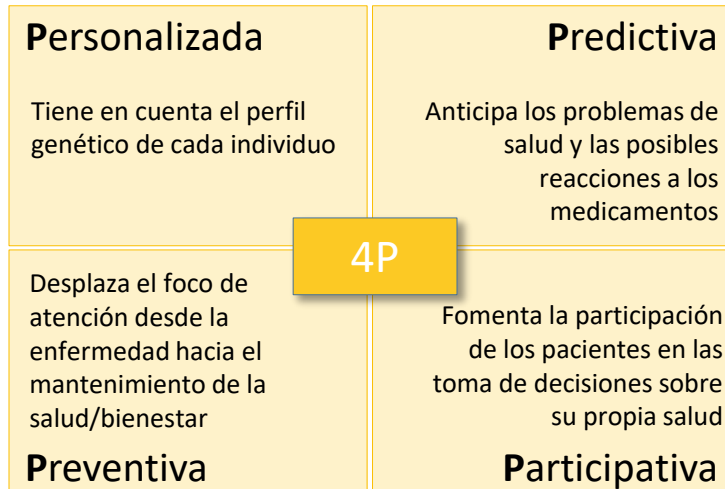 Personalizada
Tiene en cuenta el perfil
genético de cada individuo
Predictiva
Anticipa los problemas de
salud y las posibles
reacciones a los
medicamentos
4P
Desplaza el foco de
atención desde la
enfermedad hacia el
mantenimiento de la
salud/bienestar
Preventiva
Fomenta la participación
de los pacientes en las
toma de decisiones sobre
su propia salud
Participativa